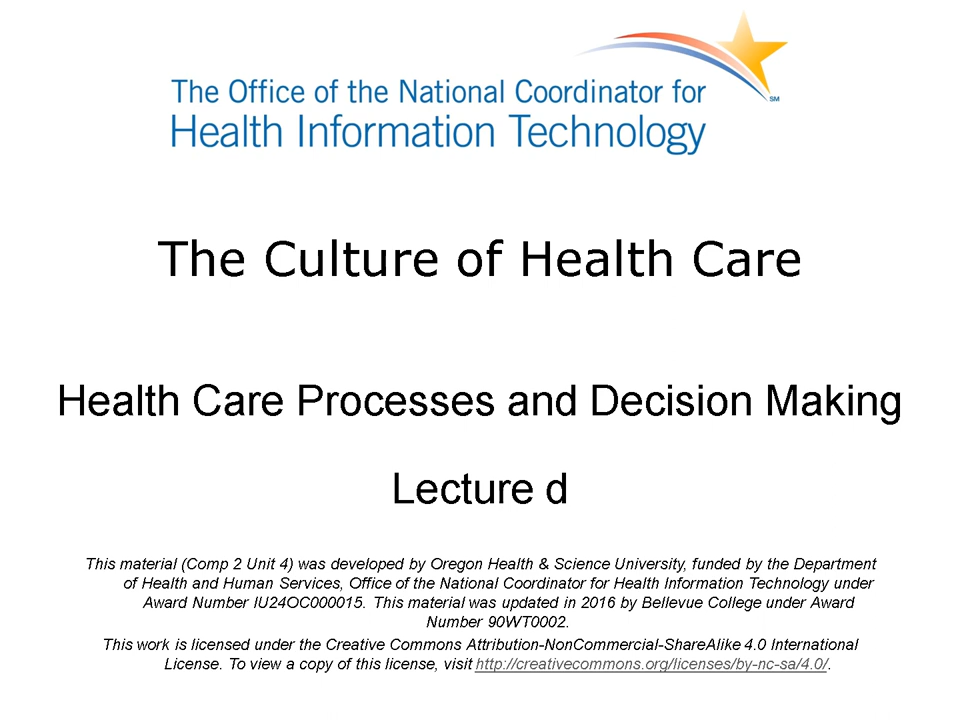 The Office of the National Coordinator for
Health Information Technology
SM
The Culture of Health Care
Health Care Processes and Decision Making
Lecture d
This material (Comp 2 Unit 4) was developed by Oregon Health & Science University, funded by the Department
of Health and Human Services, Office of the National Coordinator for Health Information Technology under
Award Number IU24OC000015. This material was updated in 2016 by Bellevue College under Award
Number 90WT0002.
This work is licensed under the Creative Commons Attribution-NonCommercial-ShareAlike 4.0 International
License. To view a copy of this license, visit http://creativecommons.org/licenses/by-nc-sa/4.0/.